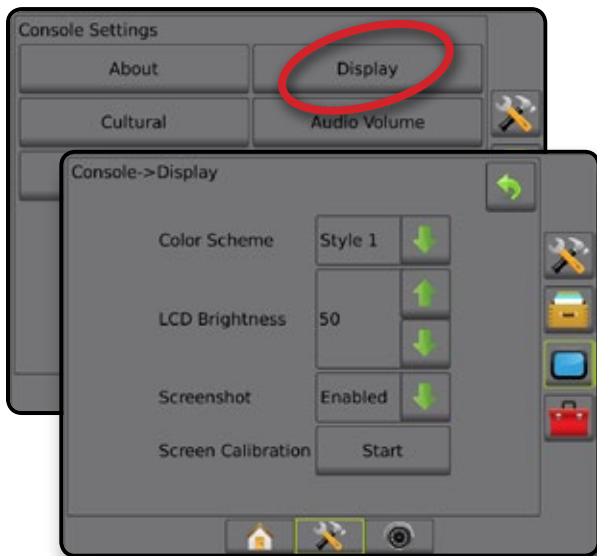 Console Settings
About
Display
Cultural
Audio Volume
Console->Display
Color Scheme
Style 1
LCD Brightness
50
Screenshot
Enabled
Screen Calibration
Start